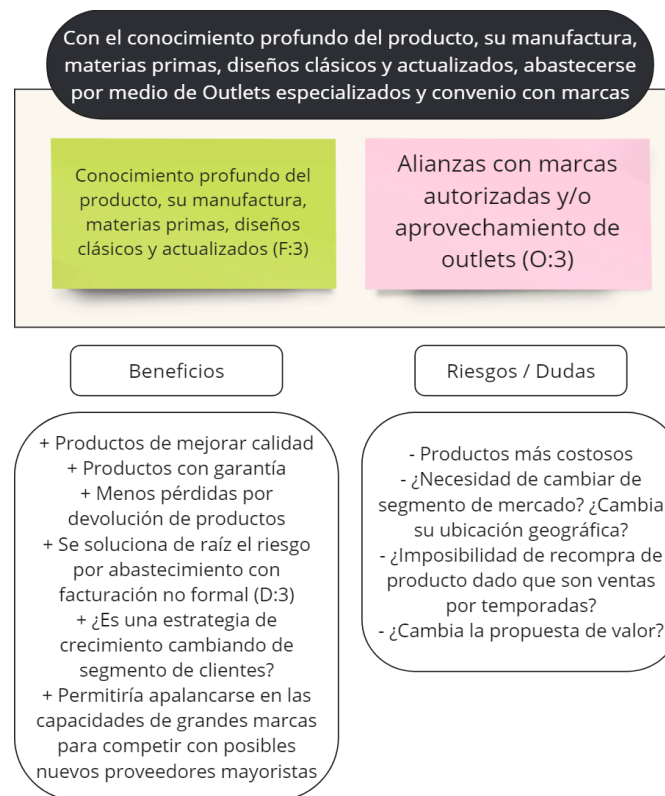 Con el conocimiento profundo del producto, su manufactura,
materias primas, diseños clásicos y actualizados, abastecerse
por medio de Outlets especializados y convenio con marcas
Conocimiento profundo del
producto, su manufactura,
materias primas, diseños
clásicos y actualizados (F:3)
Alianzas con marcas
autorizadas y/o
aprovechamiento de
outlets (O:3)
Beneficios
+ Productos de mejorar calidad
+ Productos con garantía
+ Menos pérdidas por
devolución de productos
+ Se soluciona de raíz el riesgo
por abastecimiento con
facturación no formal (D:3)
+ ¿Es una estrategia de
crecimiento cambiando de
segmento de clientes?
+ Permitiría apalancarse en las
capacidades de grandes marcas
para competir con posibles
nuevos proveedores mayoristas
Riesgos / Dudas
- Productos más costosos
- ¿Necesidad de cambiar de
segmento de mercado? ¿Cambia
su ubicación geográfica?
- ¿Imposibilidad de recompra de
producto dado que son ventas
por temporadas?
- ¿Cambia la propuesta de valor?